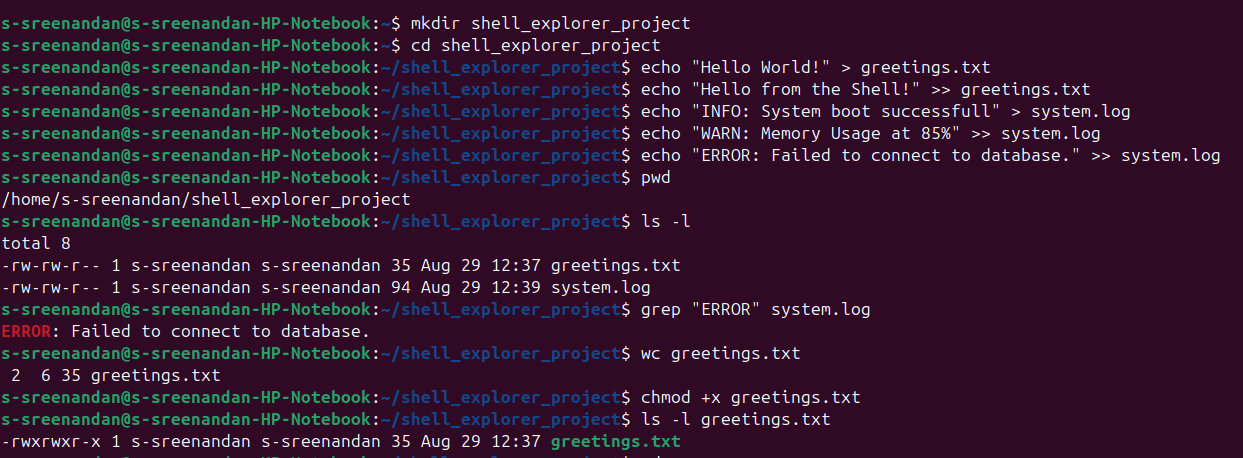 s-sreenandan@s-sreenandan-HP-Notebook:~$ mkdir shell_explorer_project
s-sreenandan@s-sreenandan-HP-Notebook:~$ cd shell_explorer_project
s-sreenandan@s-sreenandan-HP-Notebook:~/shell_explorer_project$ echo "Hello World!" > greetings.txt
s-sreenandan@s-sreenandan-HP-Notebook:~/shell_explorer_project$ echo "Hello from the Shell!" >> greetings.txt
s-sreenandan@s-sreenandan-HP-Notebook:~/shell_explorer_project$ echo "INFO: System boot successfull" > system.log
s-sreenandan@s-sreenandan-HP-Notebook:~/shell_explorer_project$ echo "WARN: Memory Usage at 85%" >> system.log
s-sreenandan@s-sreenandan-HP-Notebook:~/shell_explorer_project$ echo "ERROR: Failed to connect to database." >> system.log
s-sreenandan@s-sreenandan-HP-Notebook:~/shell_explorer_project$ pwd
/home/s-sreenandan/shell_explorer_project
s-sreenandan@s-sreenandan-HP-Notebook:~/shell_explorer_project$ ls -l
total 8
-rw-rw-r-- 1 s-sreenandan s-sreenandan 35 Aug 29 12:37 greetings.txt
-rw-rw-r-- 1 s-sreenandan s-sreenandan 94 Aug 29 12:39 system.log
s-sreenandan@s-sreenandan-HP-Notebook:~/shell_explorer_project$ grep "ERROR" system.log
ERROR: Failed to connect to database.
s-sreenandan@s-sreenandan-HP-Notebook:~/shell_explorer_project$ wc greetings.txt
 2  6 35 greetings.txt
s-sreenandan@s-sreenandan-HP-Notebook:~/shell_explorer_project$ chmod +x greetings.txt
s-sreenandan@s-sreenandan-HP-Notebook:~/shell_explorer_project$ ls -l greetings.txt
-rwxrwxr-x 1 s-sreenandan s-sreenandan 35 Aug 29 12:37 greetings.txt